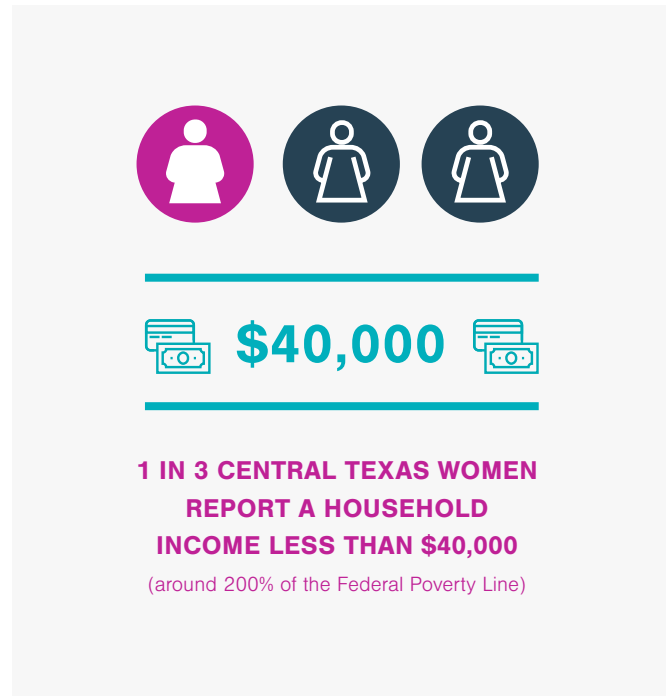 $40,000
1 IN 3 CENTRAL TEXAS WOMEN
REPORT A HOUSEHOLD
INCOME LESS THAN $40,000
(around 200% of the Federal Poverty Line)